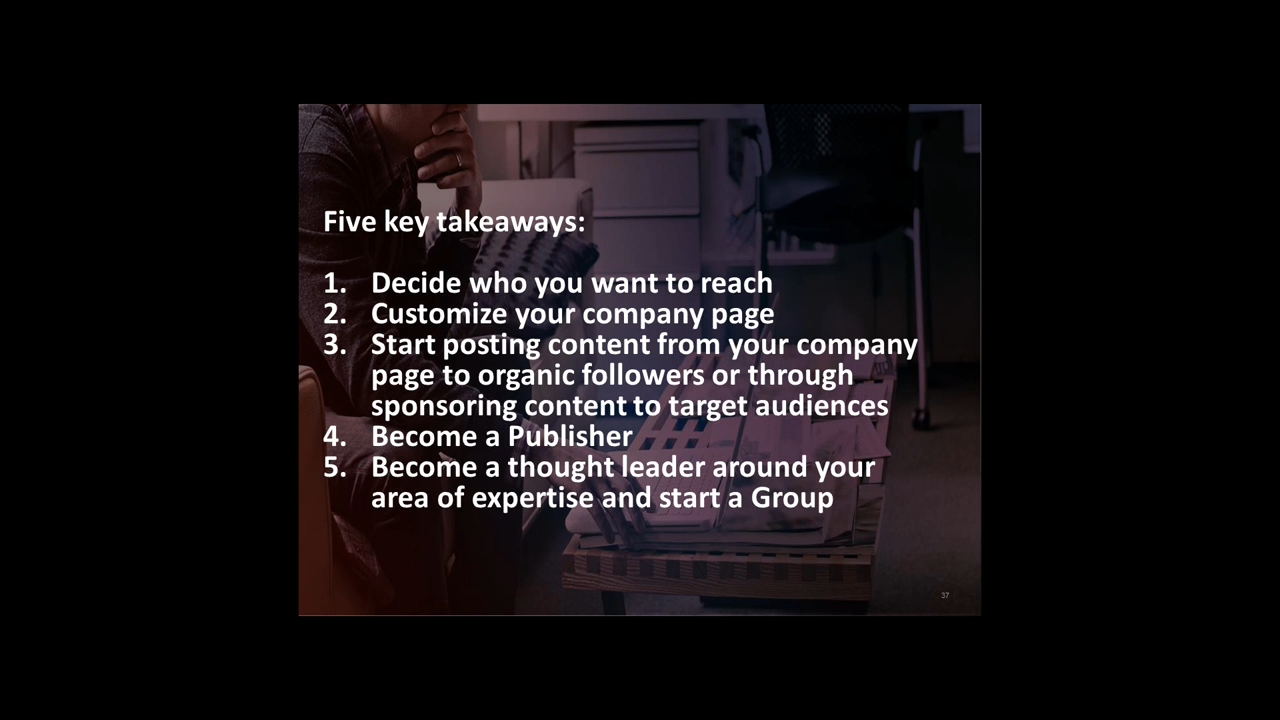 Five key takeaways:
1. Decide who you want to reach
2. Customize your company page
3. Start posting content from your company
page to organic followers or through
sponsoring content to target audiences
4. Become a Publisher
5. Become a thought leader around your
area of expertise and start a Group
37